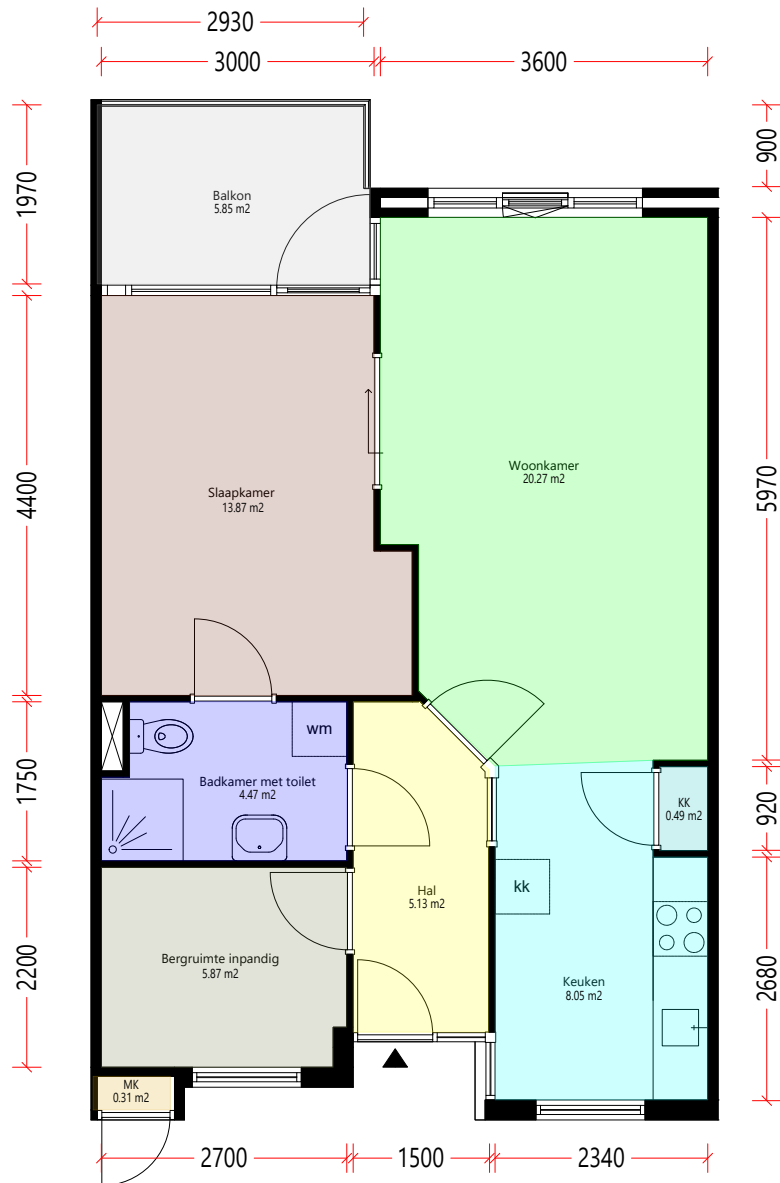 2930
3000
3600
1970
900
Balkon
5.85 m2
4400
5970
Slaapkamer
13.87 m2
Woonkamer
20.27 m2
wm
1750
Badkamer met toilet
4.47 m2
KK
0.49 m2
920
kk
Hal
5.13 m2
2200
Bergruimte inpandig
5.87 m2
Keuken
8.05 m2
2680
MK
0.31 m2
2700
1500
2340